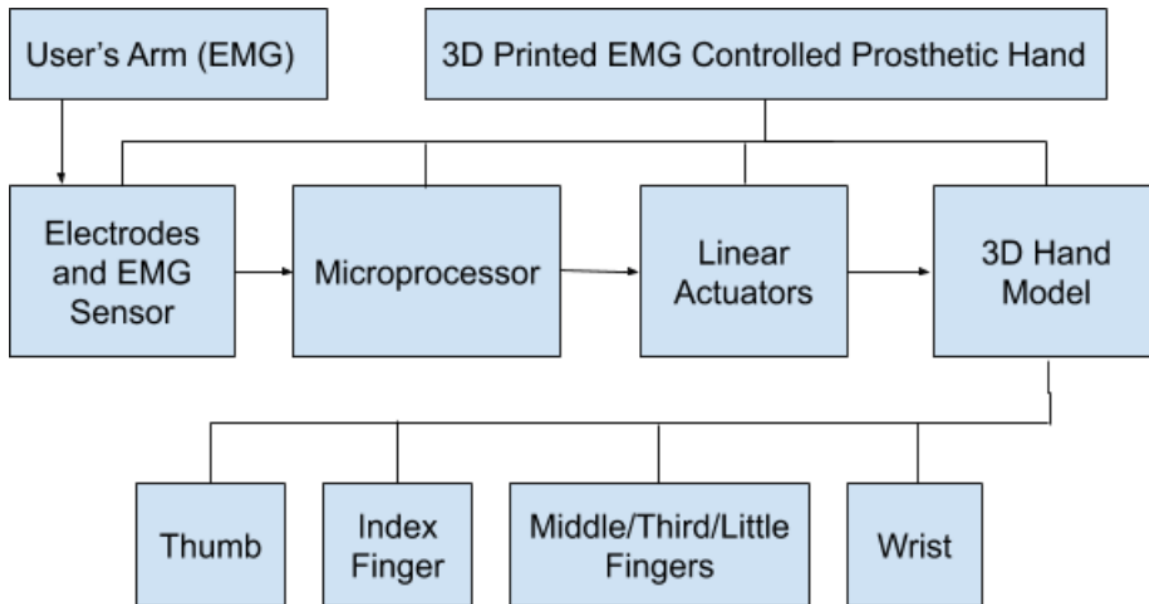 User’s Arm (EMG)
3D Printed EMG Controlled Prosthetic Hand
Electrodes
and EMG
Sensor
Microprocessor
Linear
Actuators
3D Hand
Model
Thumb
Index
Finger
Middle/Third/Little
Fingers
Wrist